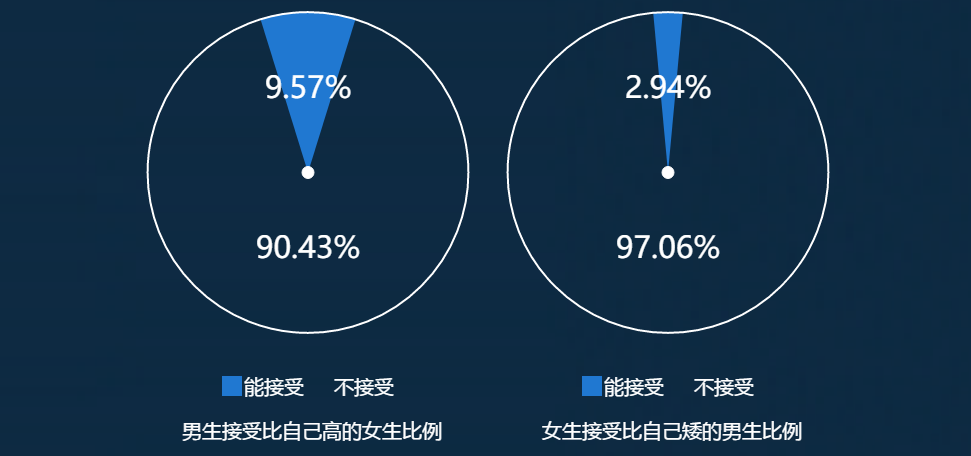 9.57%
2.94%
90.43%
97.06%
能接受 不接受
能接受 不接受
男生接受比自己高的女生比例
女生接受比自己矮的男生比例